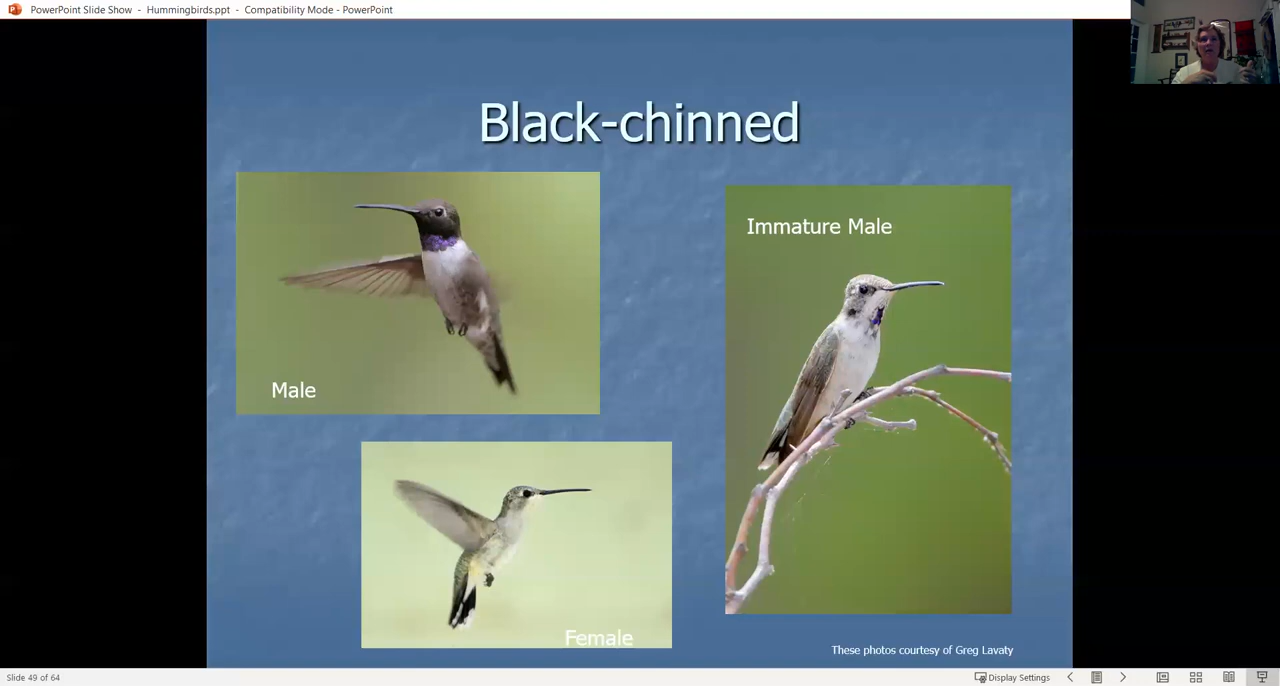 PowerPoint Slide Show - Hummingbirds.ppt - Compatibility Mode - PowerPoint
Black-chinned
Male
Immature Male
Female
These photos courtesy of Greg Lavaty
Slide 49 of 64
Display Settings